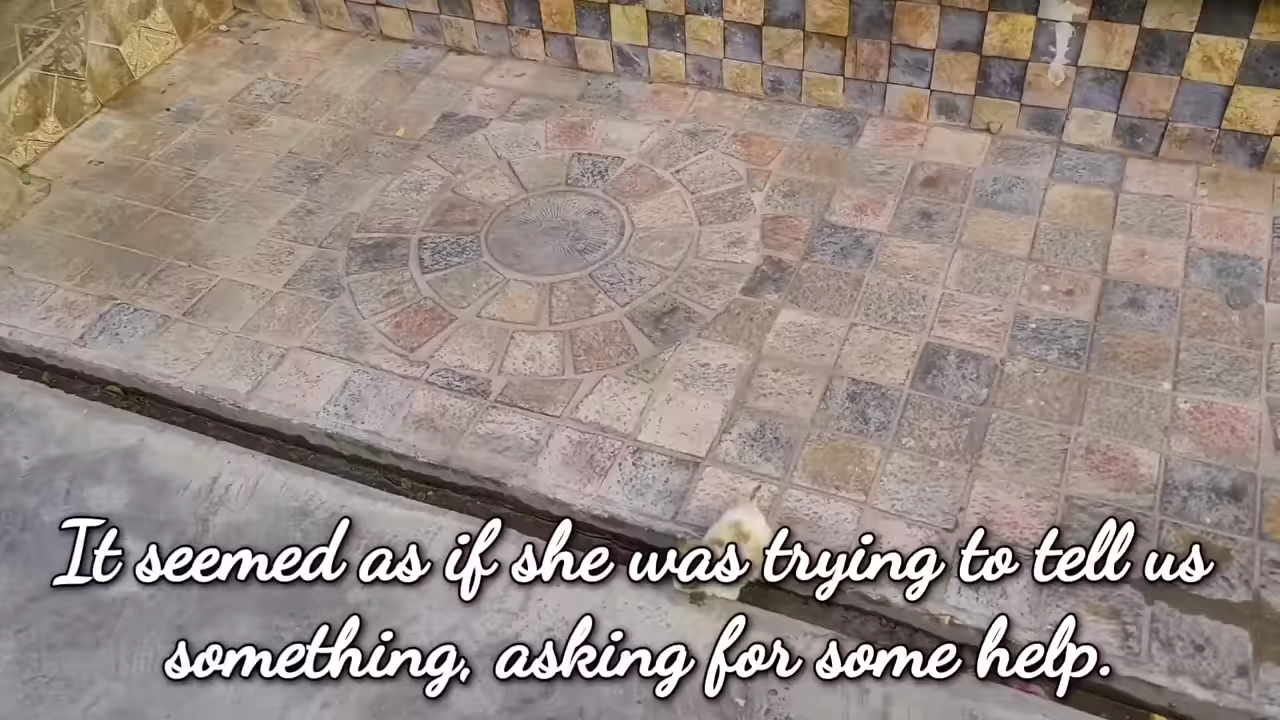 It seemed as if she was trying to tell us
something, asking for some help.